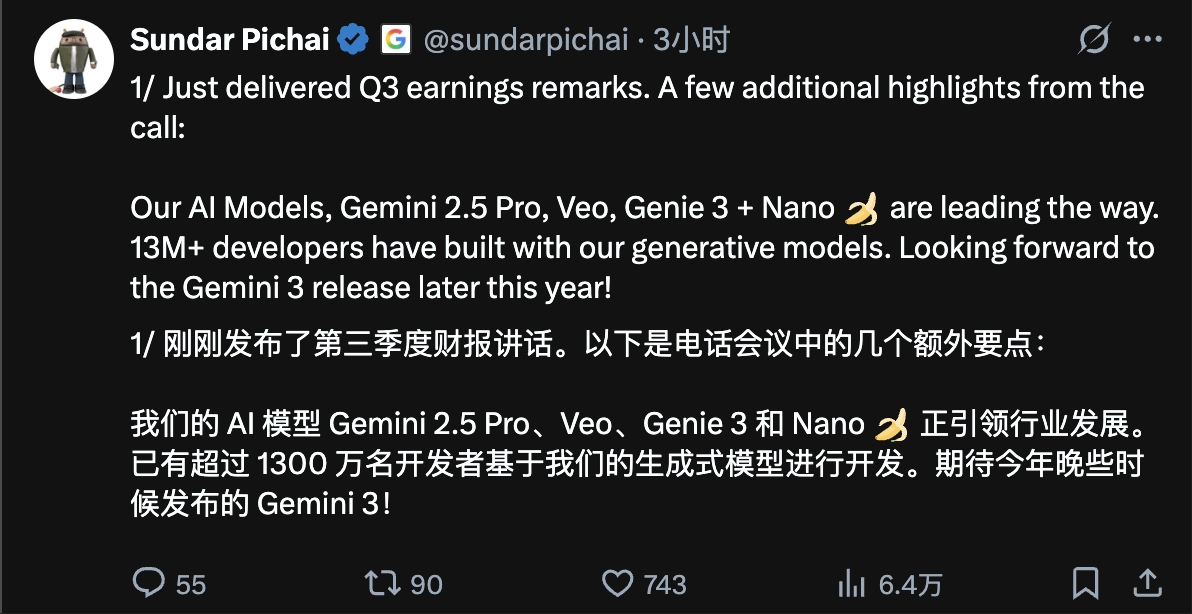 Sundar Pichai @sundarpichai · 3小时
1/ Just delivered Q3 earnings remarks. A few additional highlights from the
call:
Our AI Models, Gemini 2.5 Pro, Veo, Genie 3 + Nano 🍌 are leading the way.
13M+ developers have built with our generative models. Looking forward to
the Gemini 3 release later this year!
1/ 刚刚发布了第三季度财报讲话。以下是电话会议中的几个额外要点：
我们的 AI 模型 Gemini 2.5 Pro、Veo、Genie 3 和 Nano 🍌 正引领行业发展。
已有超过 1300 万名开发者基于我们的生成式模型进行开发。期待今年晚些时
候发布的 Gemini 3！
55 90 743 6.4万